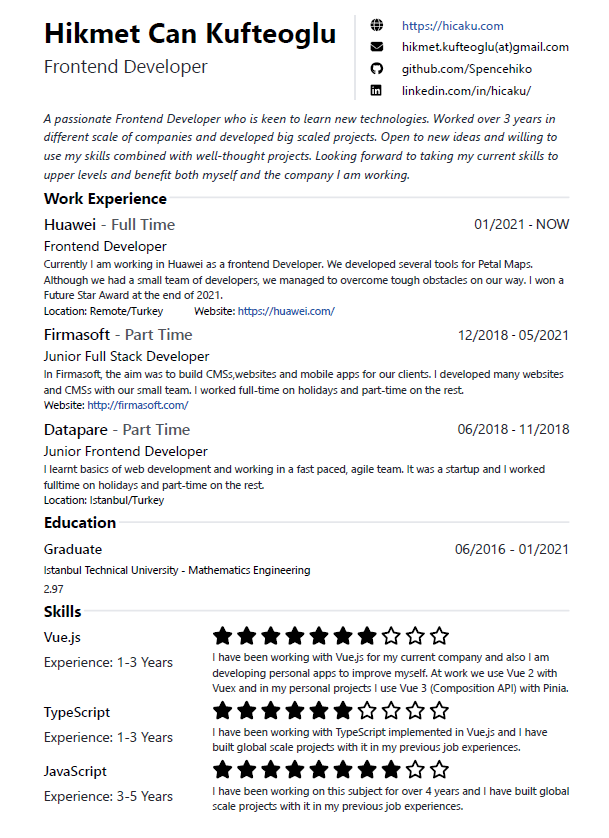 Hikmet Can Kufteoglu
Frontend Developer
https://hicaku.com
hikmet.kufteoglu(at)gmail.com
github.com/Spencehiko
linkedin.com/in/hicaku/
A passionate Frontend Developer who is keen to learn new technologies. Worked over 3 years in
different scale of companies and developed big scaled projects. Open to new ideas and willing to
use my skills combined with well-thought projects. Looking forward to taking my current skills to
upper levels and benefit both myself and the company I am working.
Work Experience
Huawei - Full Time 01/2021 - NOW
Frontend Developer
Currently I am working in Huawei as a frontend Developer. We developed several tools for Petal Maps.
Although we had a small team of developers, we managed to overcome tough obstacles on our way. I won a
Future Star Award at the end of 2021.
Location: Remote/Turkey Website: https://huawei.com/
Firmasoft - Part Time 12/2018 - 05/2021
Junior Full Stack Developer
In Firmasoft, the aim was to build CMSs,websites and mobile apps for our clients. I developed many websites
and CMSs with our small team. I worked full-time on holidays and part-time on the rest.
Website: http://firmasoft.com/
Datapare - Part Time 06/2018 - 11/2018
Junior Frontend Developer
I learnt basics of web development and working in a fast paced, agile team. It was a startup and I worked
fulltime on holidays and part-time on the rest.
Location: Istanbul/Turkey
Education
Graduate 06/2016 - 01/2021
Istanbul Technical University - Mathematics Engineering
2.97
Skills
Vue.js
Experience: 1-3 Years
I have been working with Vue.js for my current company and also I am
developing personal apps to improve myself. At work we use Vue 2 with
Vuex and in my personal projects I use Vue 3 (Composition API) with Pinia.
TypeScript
Experience: 1-3 Years
I have been working with TypeScript implemented in Vue.js and I have
built global scale projects with it in my previous job experiences.
JavaScript
Experience: 3-5 Years
I have been working on this subject for over 4 years and I have built global
scale projects with it in my previous job experiences.